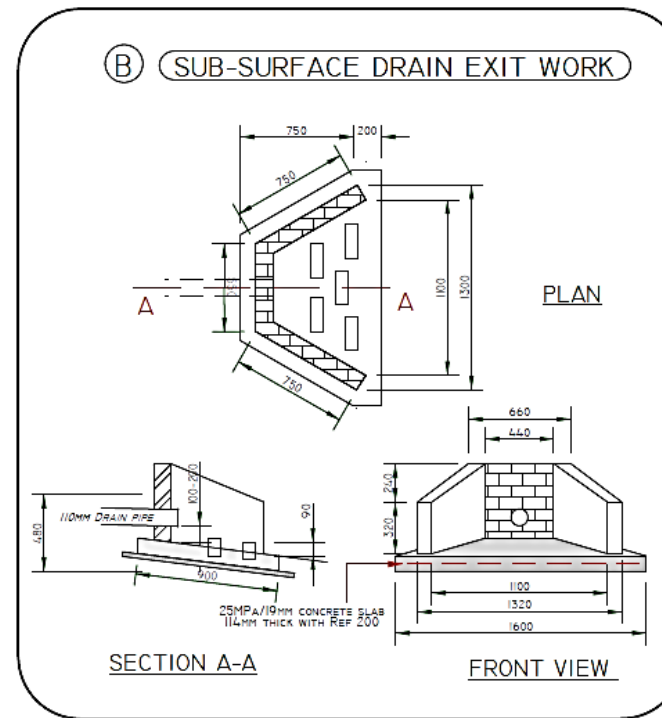 B SUB-SURFACE DRAIN EXIT WORK
750 200
750
A A
1100
1300
PLAN
750
660
440
100-200
240
110MM DRAIN PIPE
480
90
320
900
25MPA/19MM CONCRETE SLAB
114MM THICK WITH REF 200
1100
1320
1600
SECTION A-A
FRONT VIEW